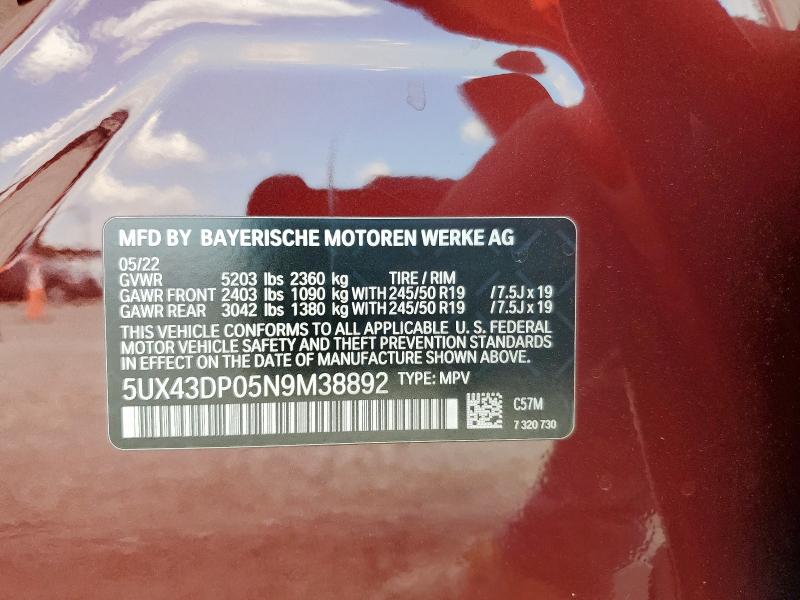 MFD BY BAYERISCHE MOTOREN WERKE AG
05/22
GVWR 5203 lbs 2360 kg TIRE / RIM
GAWR FRONT 2403 lbs 1090 kg WITH 245/50 R19 / 7.5J x 19
GAWR REAR 3042 lbs 1380 kg WITH 245/50 R19 / 7.5J x 19
THIS VEHICLE CONFORMS TO ALL APPLICABLE U. S. FEDERAL
MOTOR VEHICLE SAFETY AND THEFT PREVENTION STANDARDS
IN EFFECT ON THE DATE OF MANUFACTURE SHOWN ABOVE.
5UX43DP05N9M38892 TYPE: MPV
C57M
7 320 730